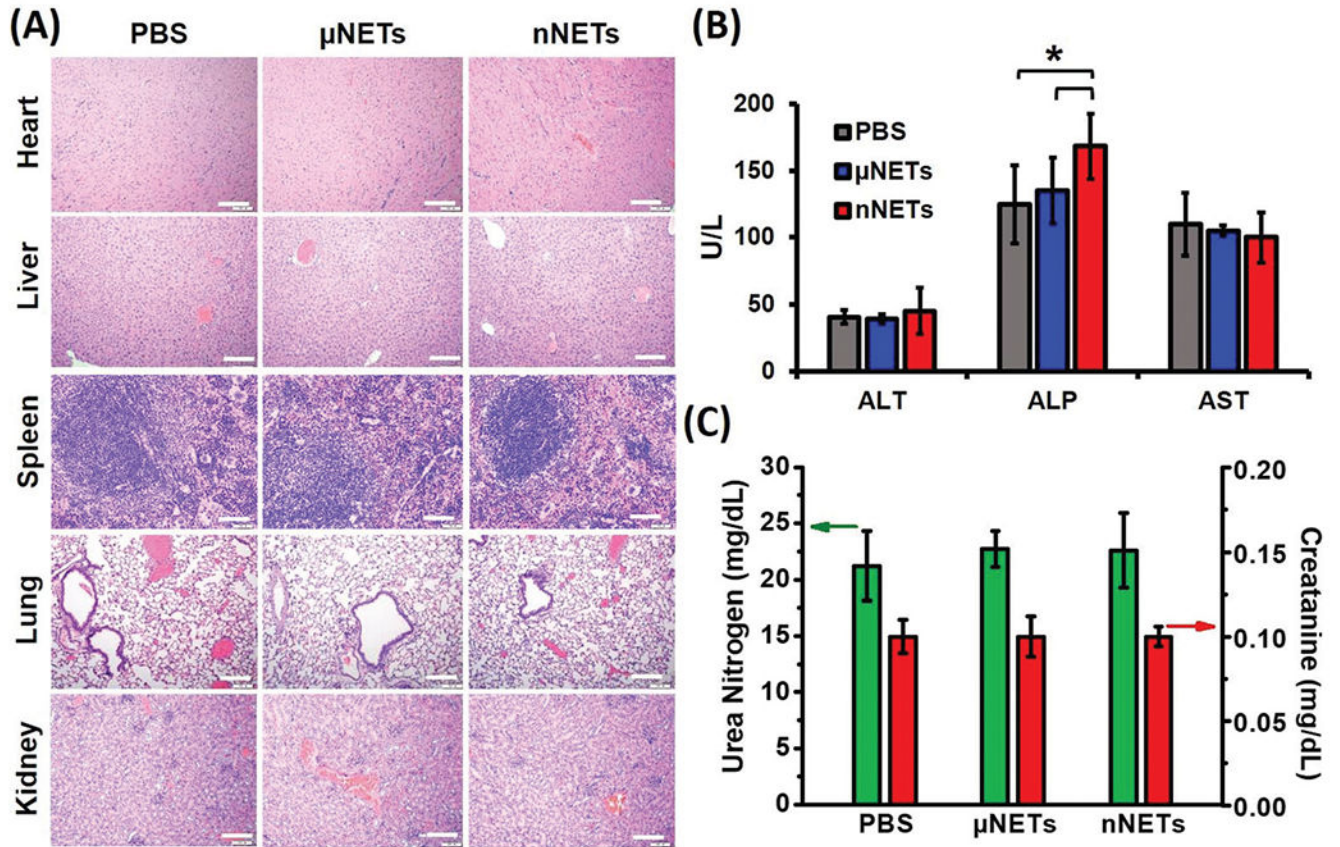 (A)
PBS µNETs nNETs
Heart
Liver
Spleen
Lung
Kidney
(B)
*
U/L
200
150
100
50
0
PBS
µNETs
nNETs
ALT ALP AST
(C)
Urea Nitrogen (mg/dL)
30
25
20
15
10
5
0
0.20
0.15
0.10
0.05
0.00
Creatanine (mg/dL)
PBS µNETs nNETs